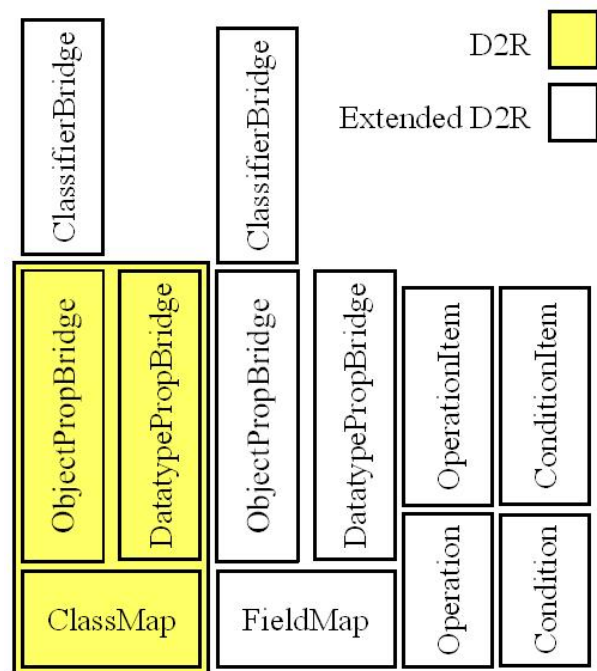 D2R
Extended D2R
ClassifierBridge
ClassifierBridge
ObjectPropBridge
DatatypePropBridge
ObjectPropBridge
DatatypePropBridge
OperationItem
ConditionItem
ClassMap
FieldMap
Operation
Condition